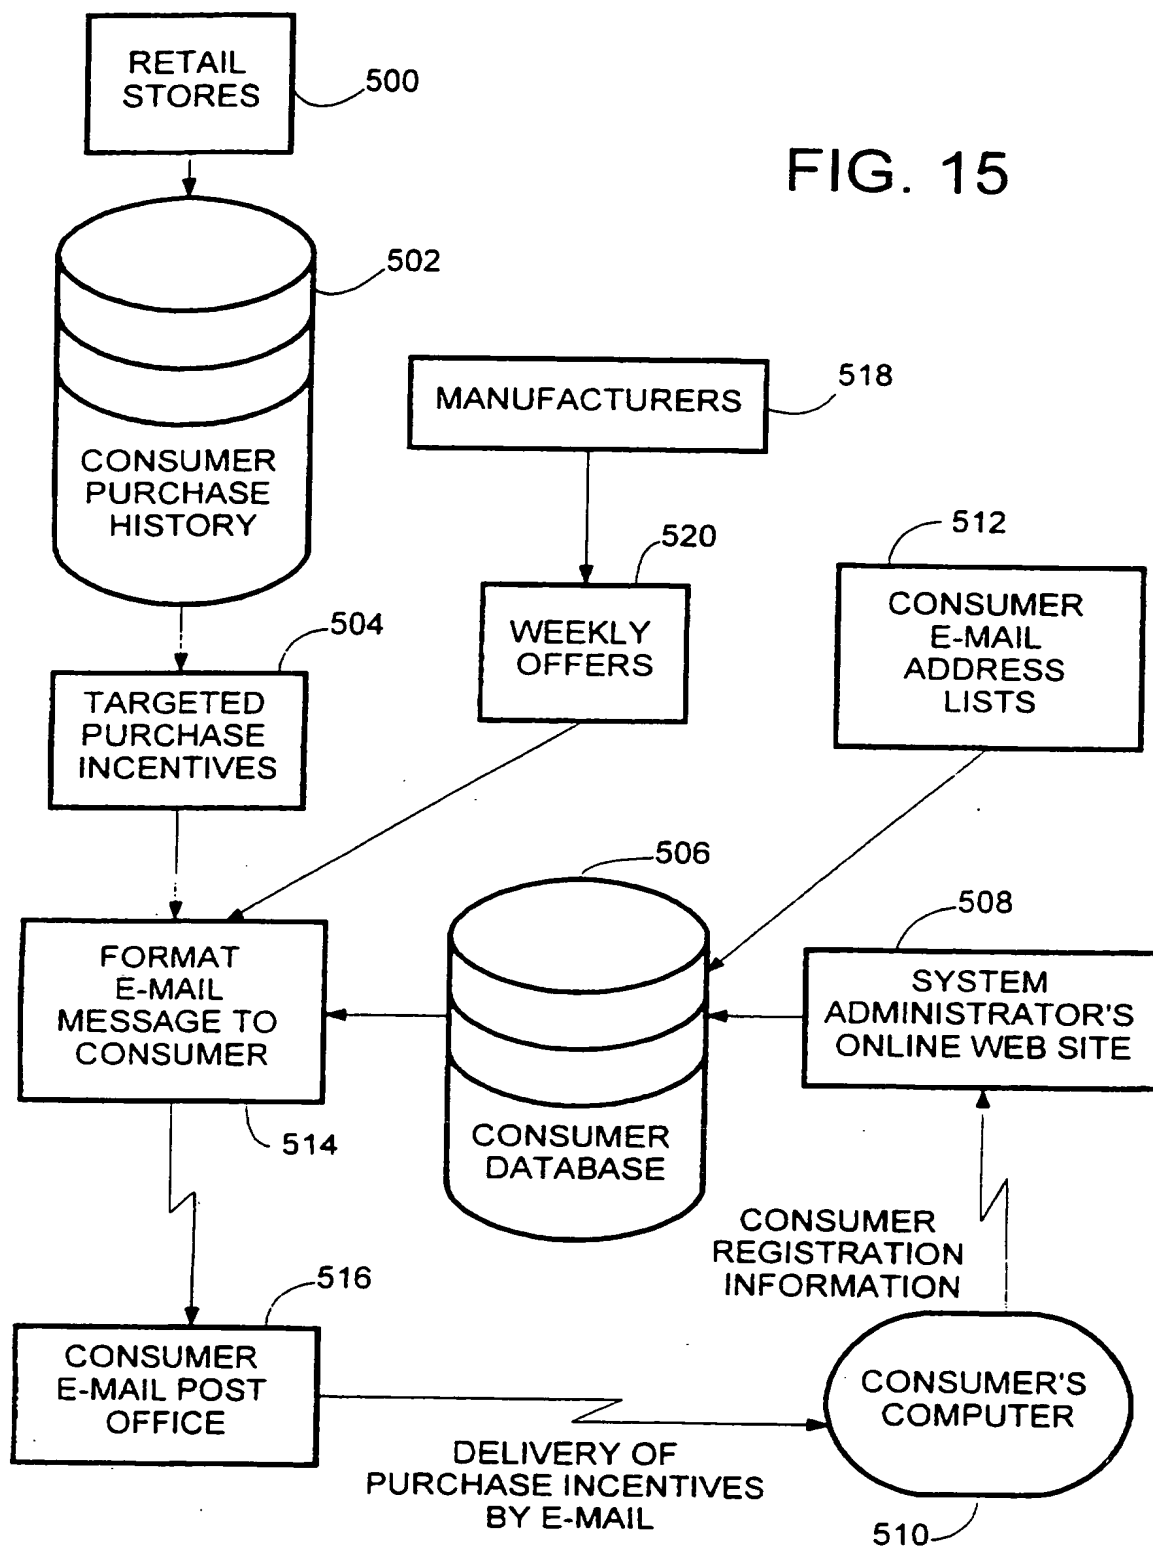 RETAIL
STORES
500
FIG. 15
502
MANUFACTURERS
518
CONSUMER
PURCHASE
HISTORY
520
512
WEEKLY
OFFERS
CONSUMER
E-MAIL
ADDRESS
LISTS
504
TARGETED
PURCHASE
INCENTIVES
506
508
FORMAT
E-MAIL
MESSAGE TO
CONSUMER
SYSTEM
ADMINISTRATOR'S
ONLINE WEB SITE
514
CONSUMER
DATABASE
CONSUMER
REGISTRATION
INFORMATION
516
CONSUMER
E-MAIL POST
OFFICE
CONSUMER'S
COMPUTER
DELIVERY OF
PURCHASE INCENTIVES
BY E-MAIL
510